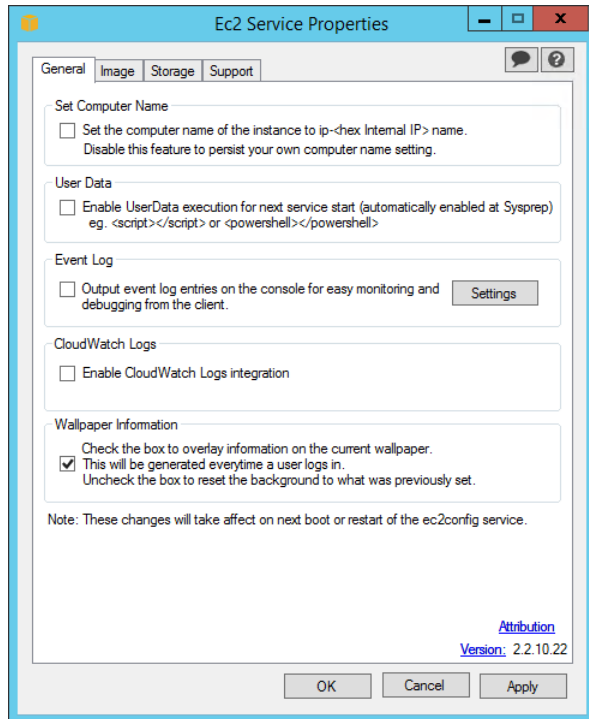 Ec2 Service Properties
General Image Storage Support
Set Computer Name
Set the computer name of the instance to ip-<hex Internal IP> name.
Disable this feature to persist your own computer name setting.
User Data
Enable UserData execution for next service start (automatically enabled at Sysprep)
eg. <script></script> or <powershell></powershell>
Event Log
Output event log entries on the console for easy monitoring and
debugging from the client.
Settings
CloudWatch Logs
Enable CloudWatch Logs integration
Wallpaper Information
Check the box to overlay information on the current wallpaper.
This will be generated everytime a user logs in.
Uncheck the box to reset the background to what was previously set.
Note: These changes will take affect on next boot or restart of the ec2config service.
Attribution
Version: 2.2.10.22
OK Cancel Apply